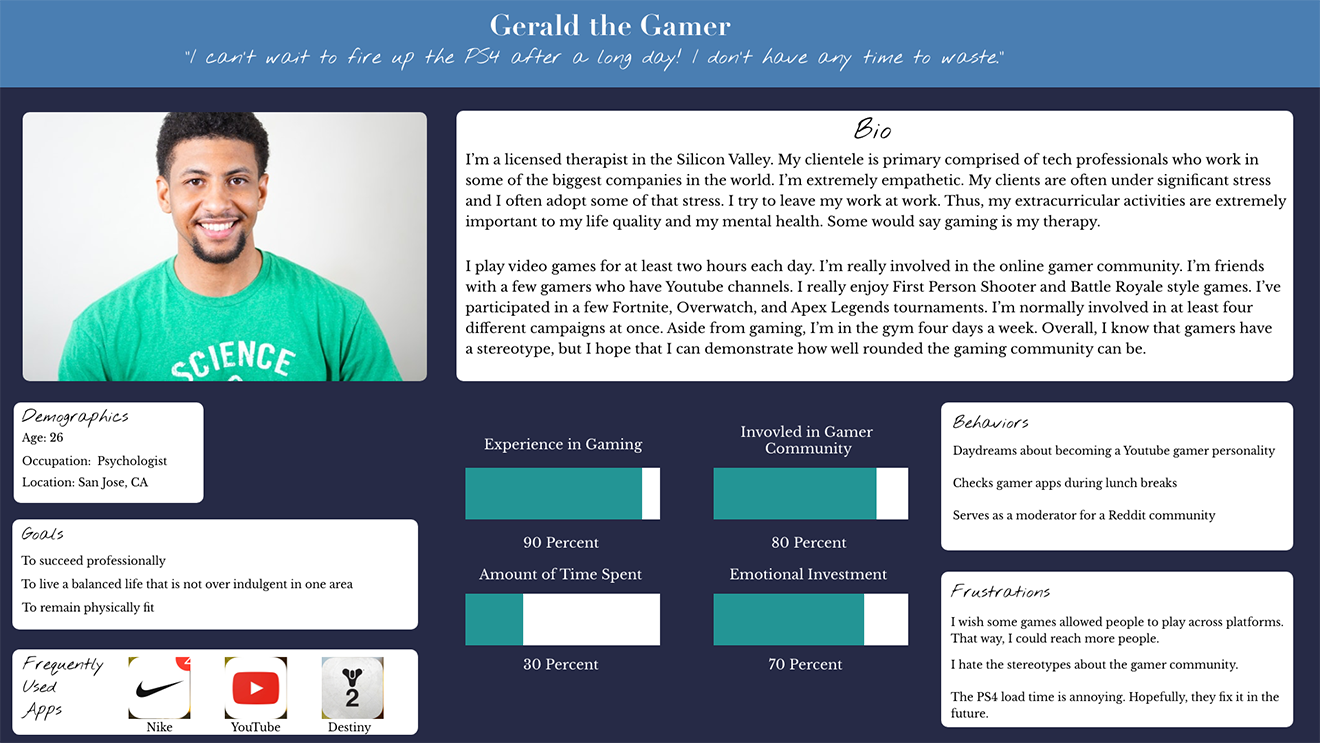 Gerald the Gamer
"I can't wait to fire up the PS4 after a long day! I don't have any time to waste."
SCIENCE
Bio
I'm a licensed therapist in the Silicon Valley. My clientele is primary comprised of tech professionals who work in
some of the biggest companies in the world. I'm extremely empathetic. My clients are often under significant stress
and I often adopt some of that stress. I try to leave my work at work. Thus, my extracurricular activities are extremely
important to my life quality and my mental health. Some would say gaming is my therapy.
I play video games for at least two hours each day. I'm really involved in the online gamer community. I'm friends
with a few gamers who have Youtube channels. I really enjoy First Person Shooter and Battle Royale style games. I've
participated in a few Fortnite, Overwatch, and Apex Legends tournaments. I'm normally involved in at least four
different campaigns at once. Aside from gaming, I'm in the gym four days a week. Overall, I know that gamers have
a stereotype, but I hope that I can demonstrate how well rounded the gaming community can be.
Demographics
Age: 26
Occupation: Psychologist
Location: San Jose, CA
Goals
To succeed professionally
To live a balanced life that is not over indulgent in one area
To remain physically fit
Frequently
Used
Apps
Nike
YouTube
2
Destiny
Experience in Gaming
90 Percent
Invovled in Gamer
Community
80 Percent
Amount of Time Spent
30 Percent
Emotional Investment
70 Percent
Behaviors
Daydreams about becoming a Youtube gamer personality
Checks gamer apps during lunch breaks
Serves as a moderator for a Reddit community
Frustrations
I wish some games allowed people to play across platforms.
That way, I could reach more people.
I hate the stereotypes about the gamer community.
The PS4 load time is annoying. Hopefully, they fix it in the
future.